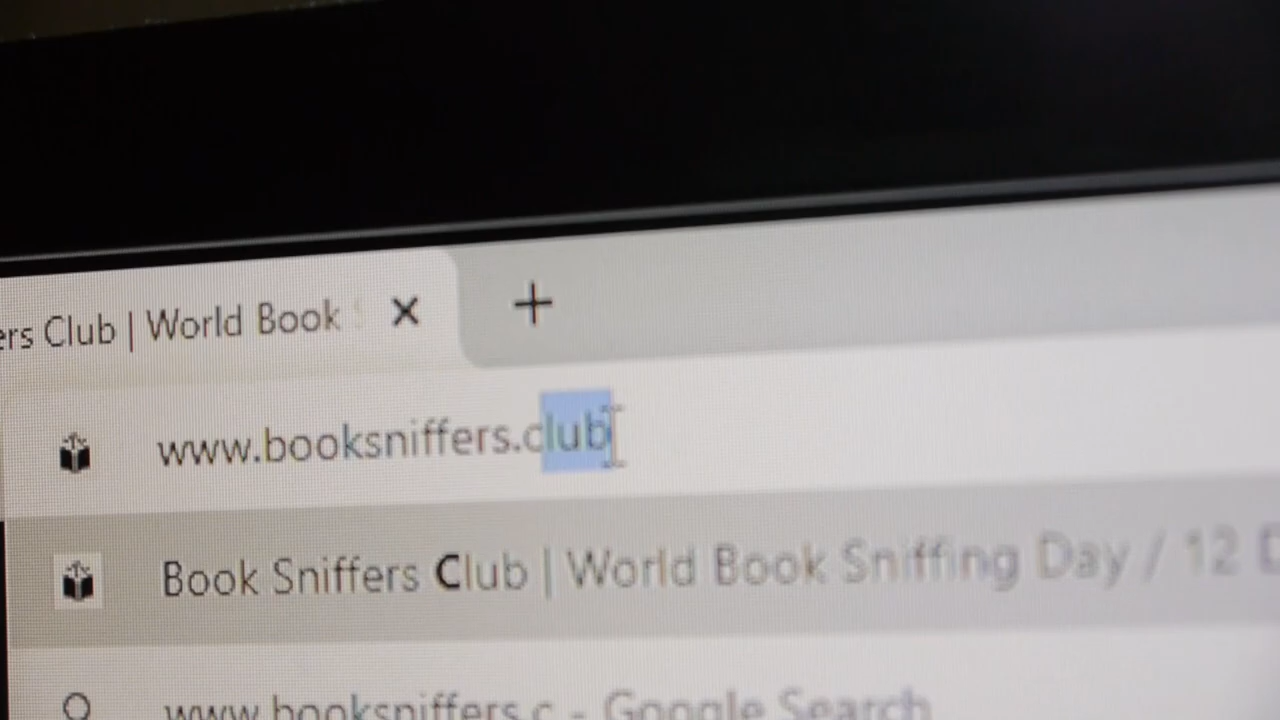 ers Club | World Book
www.booksniffers.club
Book Sniffers Club | World Book Sniffing Day / 12 D
www.booksniffers.c - Google Search